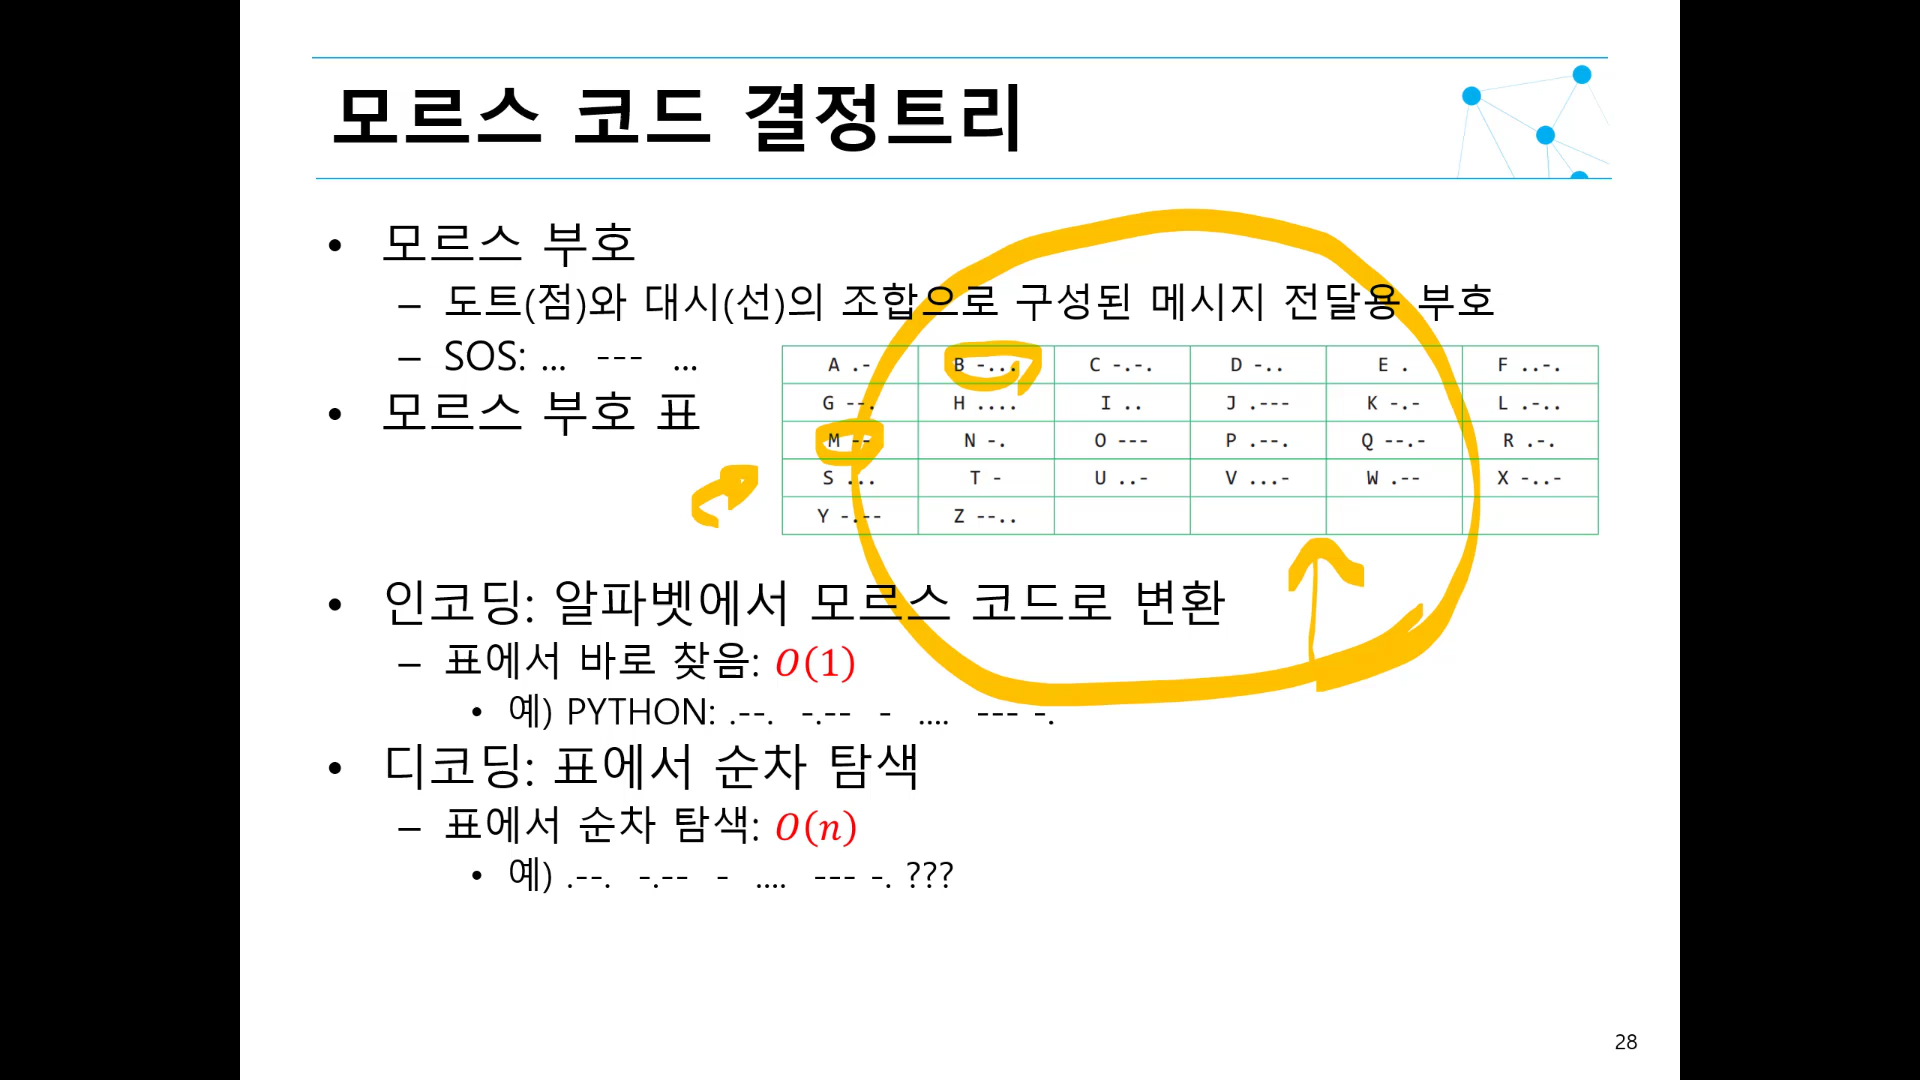 모르스 코드 결정트리
• 모르스 부호
– 도트(점)와 대시(선)의 조합으로 구성된 메시지 전달용 부호
– SOS: ... --- ...
• 모르스 부호 표
A .- B -... C -.-. D -.. E . F ..-.
G --. H .... I .. J .--- K -.- L .-..
M -- N -. O --- P .--. Q --.- R .-.
S ... T - U ..- V ...- W .-- X -..-
Y -.-- Z --..
• 인코딩: 알파벳에서 모르스 코드로 변환
– 표에서 바로 찾음: O(1)
• 예) PYTHON: .--. -.-- - .... --- -.
• 디코딩: 표에서 순차 탐색
– 표에서 순차 탐색: O(n)
• 예) .--. -.-- - .... --- -. ???
28